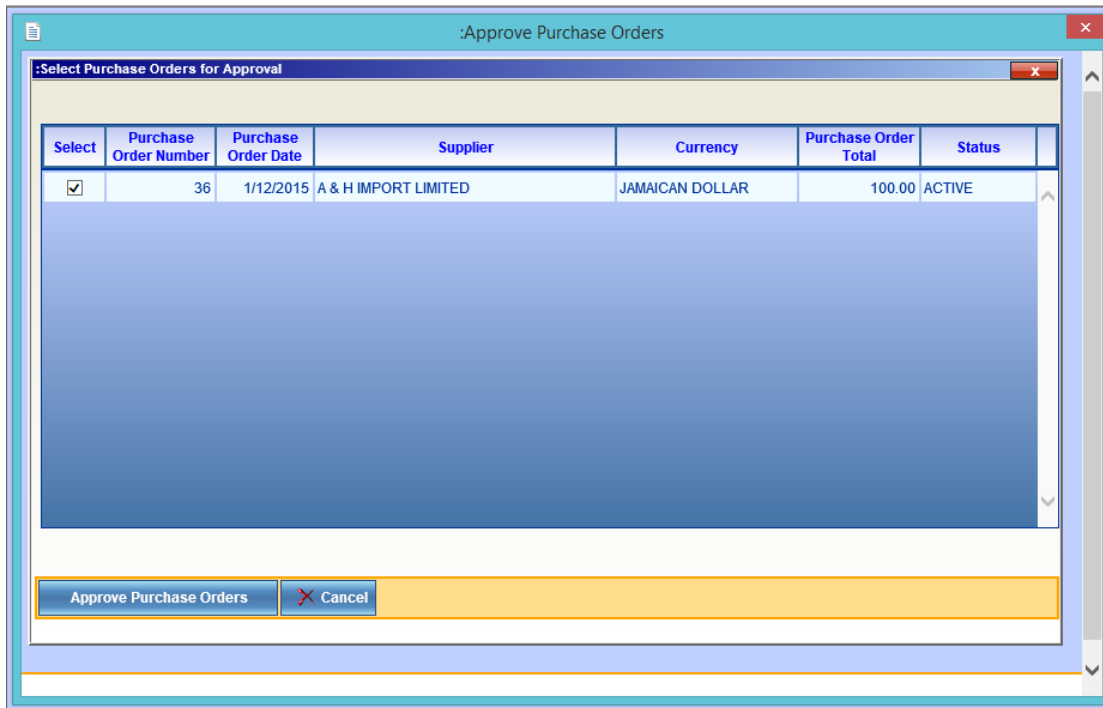 :Approve Purchase Orders
:Select Purchase Orders for Approval
x
Select Purchase Order Number Purchase Order Date Supplier Currency Purchase Order Total Status
36 1/12/2015 A & H IMPORT LIMITED JAMAICAN DOLLAR 100.00 ACTIVE
Approve Purchase Orders Cancel